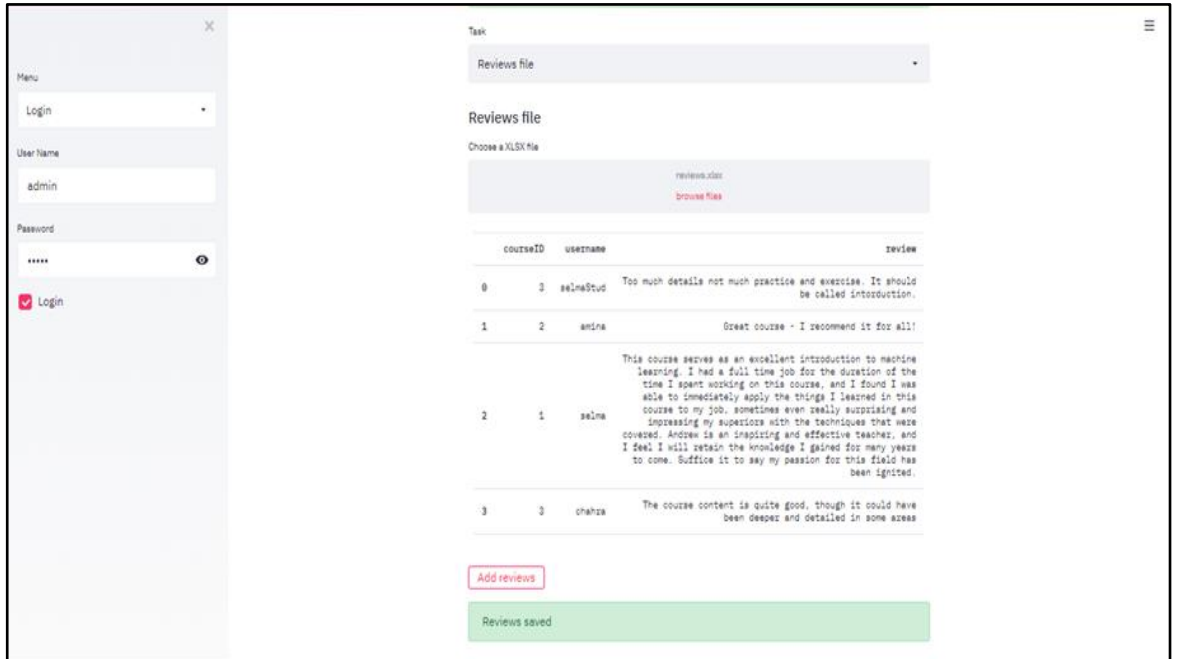 ×
Menu
Login
User Name
admin
Password
•••••
Login
Task
Reviews file
Reviews file
Choose a XLSX file
reviews.xlsx
browse files
courseID username review
0 3 selmaStud Too much details not much practice and exercise. It should
be called intorduction.
1 2 amina Great course - I recommend it for all!
This course serves as an excellent introduction to machine
learning. I had a full time job for the duration of the
time I spent working on this course, and I found I was
able to immediately apply the things I learned in this
course to my job, sometimes even really surprising and
2 1 selma impressing my superiors with the techniques that were
covered. Andrew is an inspiring and effective teacher, and
I feel I will retain the knowledge I gained for many years
to come. Suffice it to say my passion for this field has
been ignited.
3 3 chahra The course content is quite good, though it could have
been deeper and detailed in some areas
Add reviews
Reviews saved